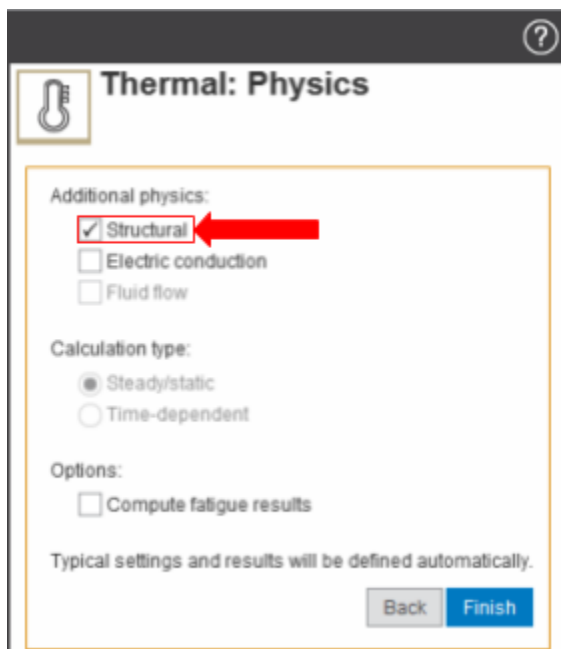 ?
Thermal: Physics
Additional physics:
Structural
Electric conduction
Fluid flow
Calculation type:
Steady/static
Time-dependent
Options:
Compute fatigue results
Typical settings and results will be defined automatically.
Back Finish